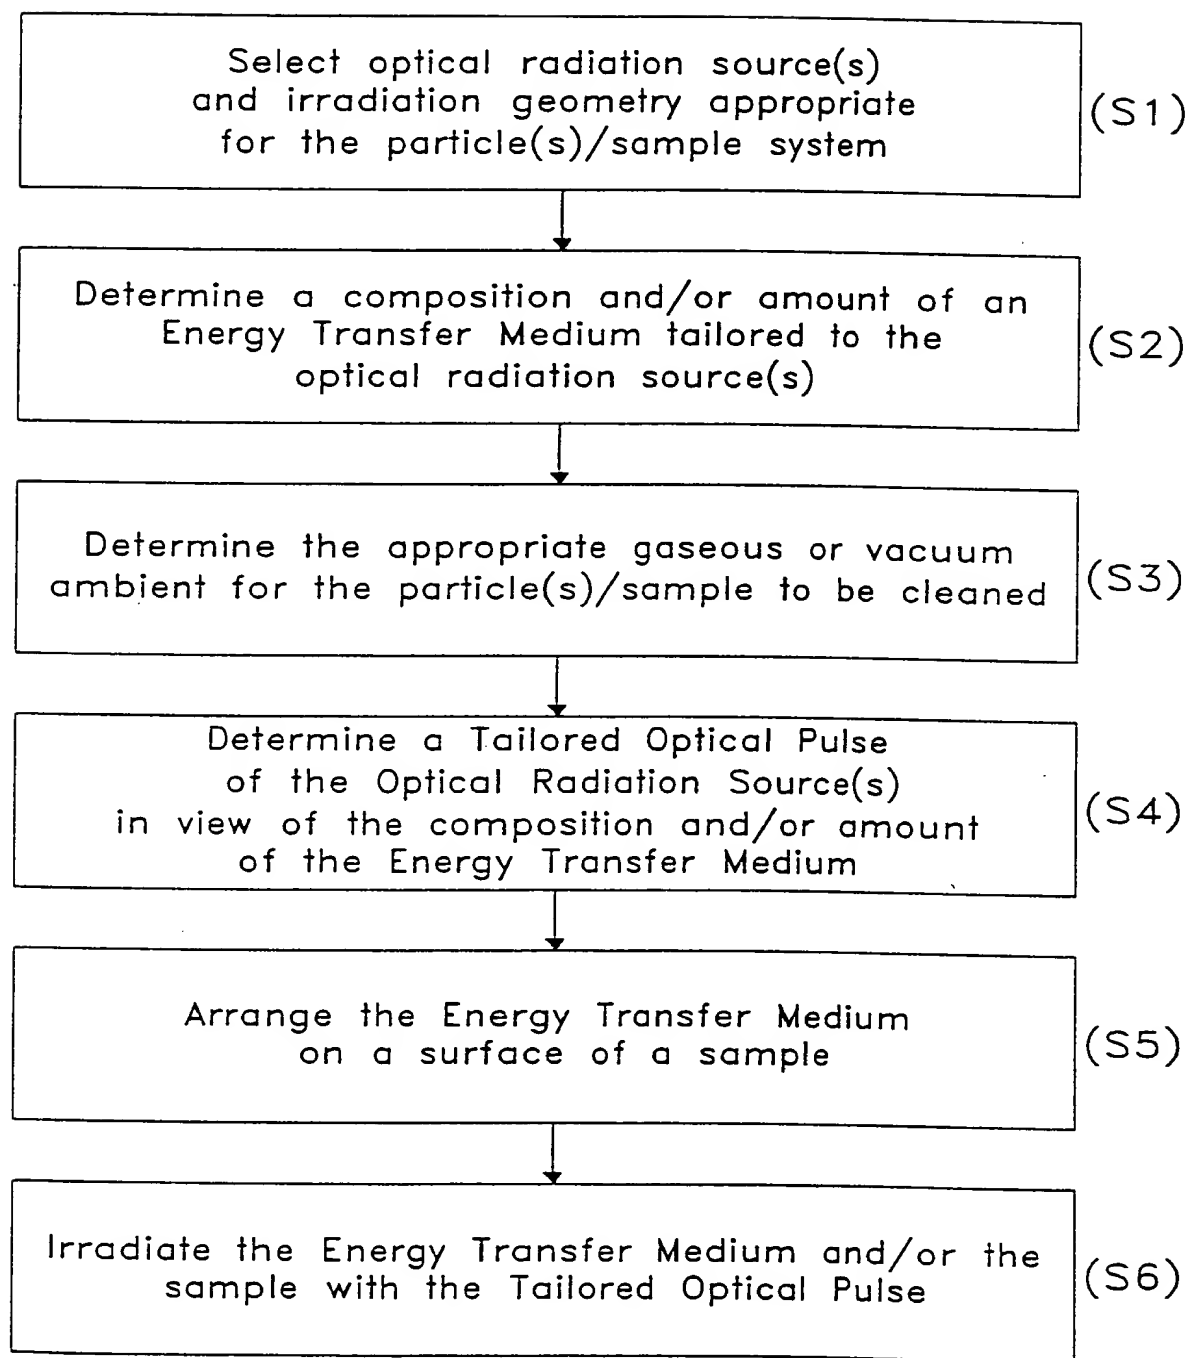 Select optical radiation source(s)
and irradiation geometry appropriate
for the particle(s)/sample system
(S1)
Determine a composition and/or amount of an
Energy Transfer Medium tailored to the
optical radiation source(s)
(S2)
Determine the appropriate gaseous or vacuum
ambient for the particle(s)/sample to be cleaned
(S3)
Determine a Tailored Optical Pulse
of the Optical Radiation Source(s)
in view of the composition and/or amount
of the Energy Transfer Medium
(S4)
Arrange the Energy Transfer Medium
on a surface of a sample
(S5)
Irradiate the Energy Transfer Medium and/or the
sample with the Tailored Optical Pulse
(S6)